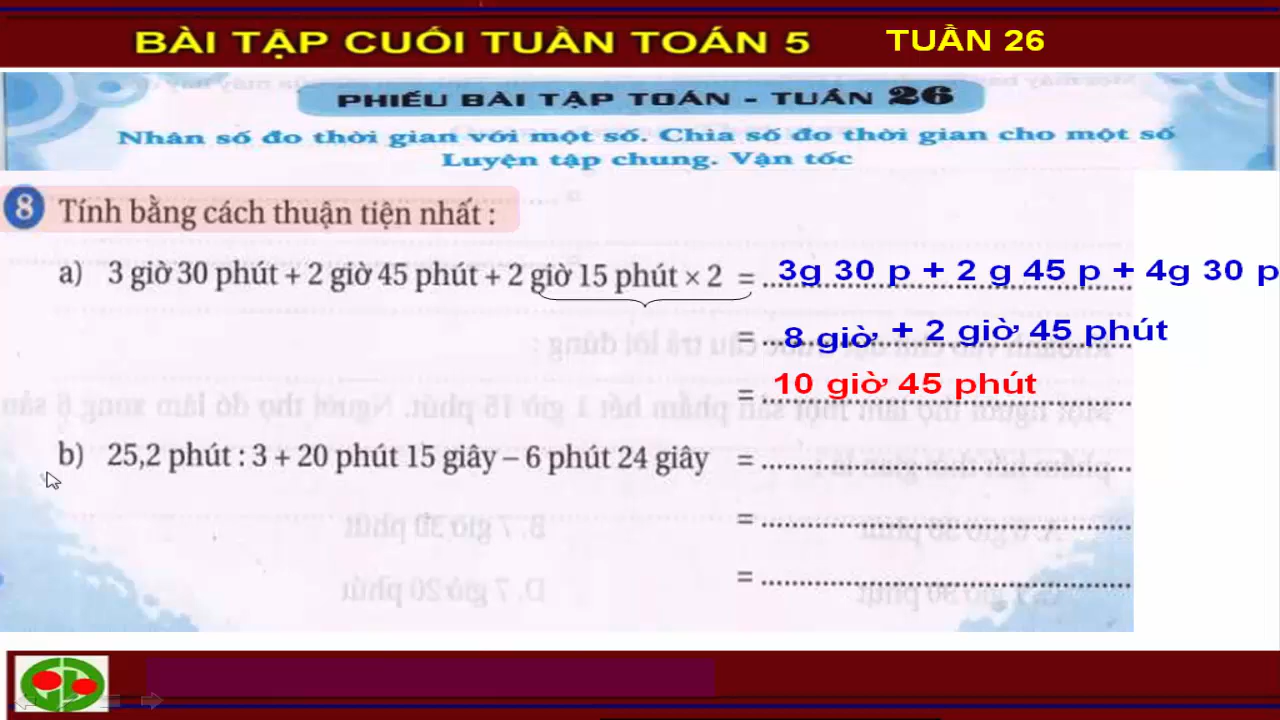 BÀI TẬP CUỐI TUẦN TOÁN 5 TUẦN 26
PHIẾU BÀI TẬP TOÁN - TUẦN 26
Nhân số đo thời gian với một số. Chia số đo thời gian cho một số
Luyện tập chung. Vận tốc
8 Tính bằng cách thuận tiện nhất :
a) 3 giờ 30 phút + 2 giờ 45 phút + 2 giờ 15 phút × 2 = 3g 30 p + 2 g 45 p + 4g 30 p
= 8 giờ + 2 giờ 45 phút
= 10 giờ 45 phút
b) 25,2 phút : 3 + 20 phút 15 giây – 6 phút 24 giây = ........
= ........
= ........